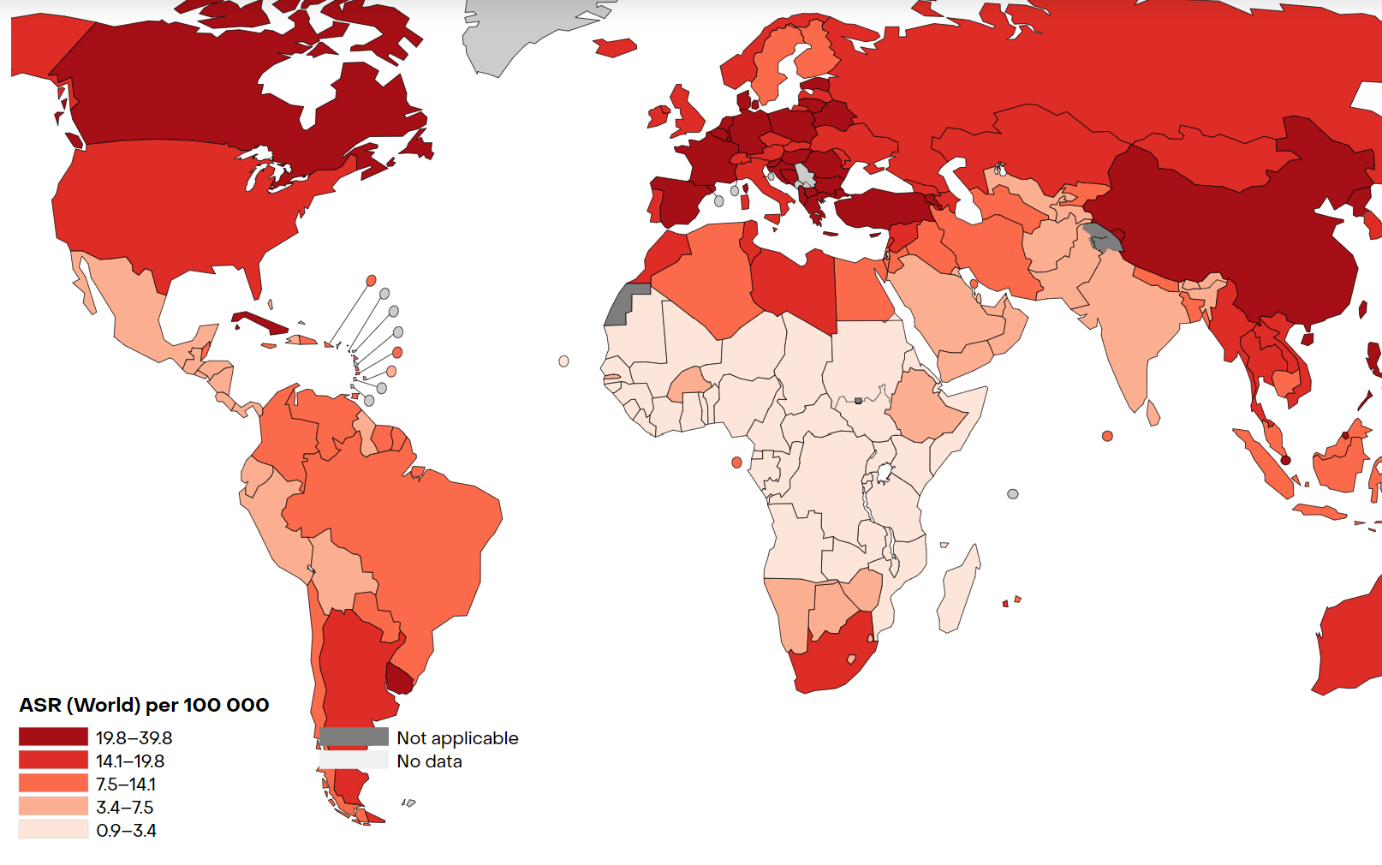 ASR (World) per 100 000
19.8–39.8
14.1–19.8
7.5–14.1
3.4–7.5
0.9–3.4
Not applicable
No data